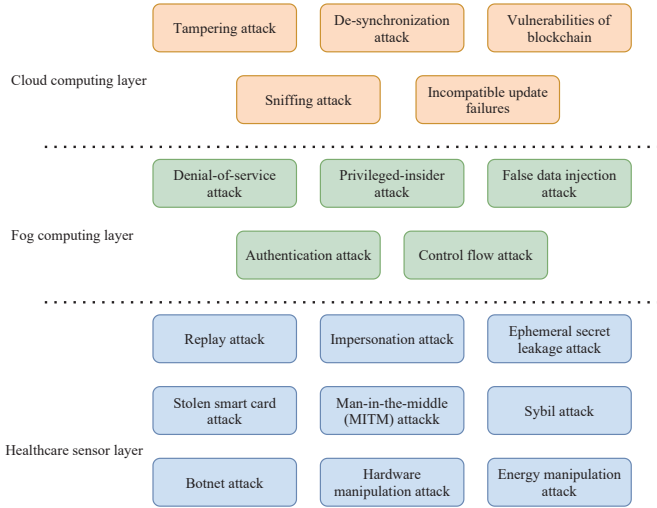 Tampering attack
De-synchronization
attack
Vulnerabilities of
blockchain
Cloud computing layer
Sniffing attack
Incompatible update
failures
Denial-of-service
attack
Privileged-insider
attack
False data injection
attack
Fog computing layer
Authentication attack
Control flow attack
Replay attack
Impersonation attack
Ephemeral secret
leakage attack
Stolen smart card
attack
Man-in-the-middle
(MITM) attackk
Sybil attack
Healthcare sensor layer
Botnet attack
Hardware
manipulation attack
Energy manipulation
attack